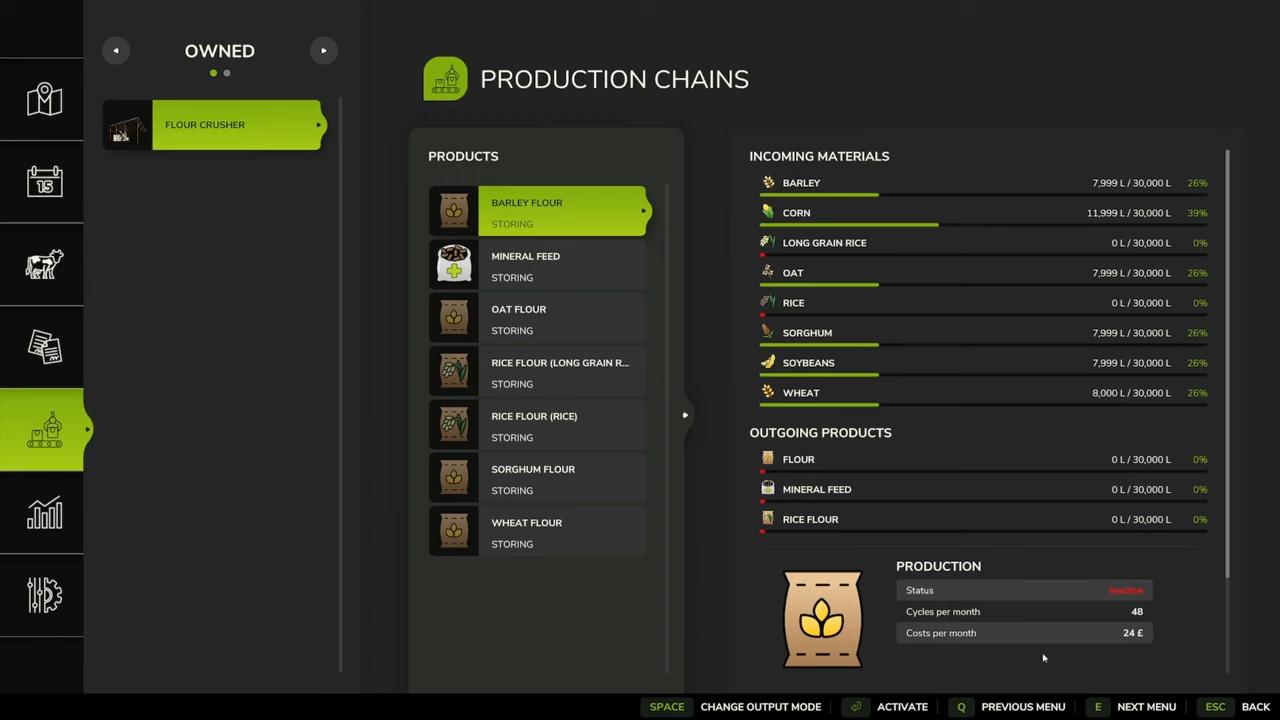 OWNED
15
FLOUR CRUSHER
PRODUCTION CHAINS
PRODUCTS
BARLEY FLOUR
STORING
MINERAL FEED
STORING
OAT FLOUR
STORING
RICE FLOUR (LONG GRAIN R...
STORING
RICE FLOUR (RICE)
STORING
SORGHUM FLOUR
STORING
WHEAT FLOUR
STORING
INCOMING MATERIALS
BARLEY 7,999 L / 30,000 L 26%
CORN 11,999 L / 30,000 L 39%
LONG GRAIN RICE 0 L / 30,000 L 0%
OAT 7,999 L / 30,000 L 26%
RICE 0 L / 30,000 L 0%
SORGHUM 7,999 L / 30,000 L 26%
SOYBEANS 7,999 L / 30,000 L 26%
WHEAT 8,000 L / 30,000 L 26%
OUTGOING PRODUCTS
FLOUR 0 L / 30,000 L 0%
MINERAL FEED 0 L / 30,000 L 0%
RICE FLOUR 0 L / 30,000 L 0%
PRODUCTION
Status Inactive
Cycles per month 48
Costs per month 24 £
SPACE CHANGE OUTPUT MODE ACTIVATE Q PREVIOUS MENU E NEXT MENU ESC BACK